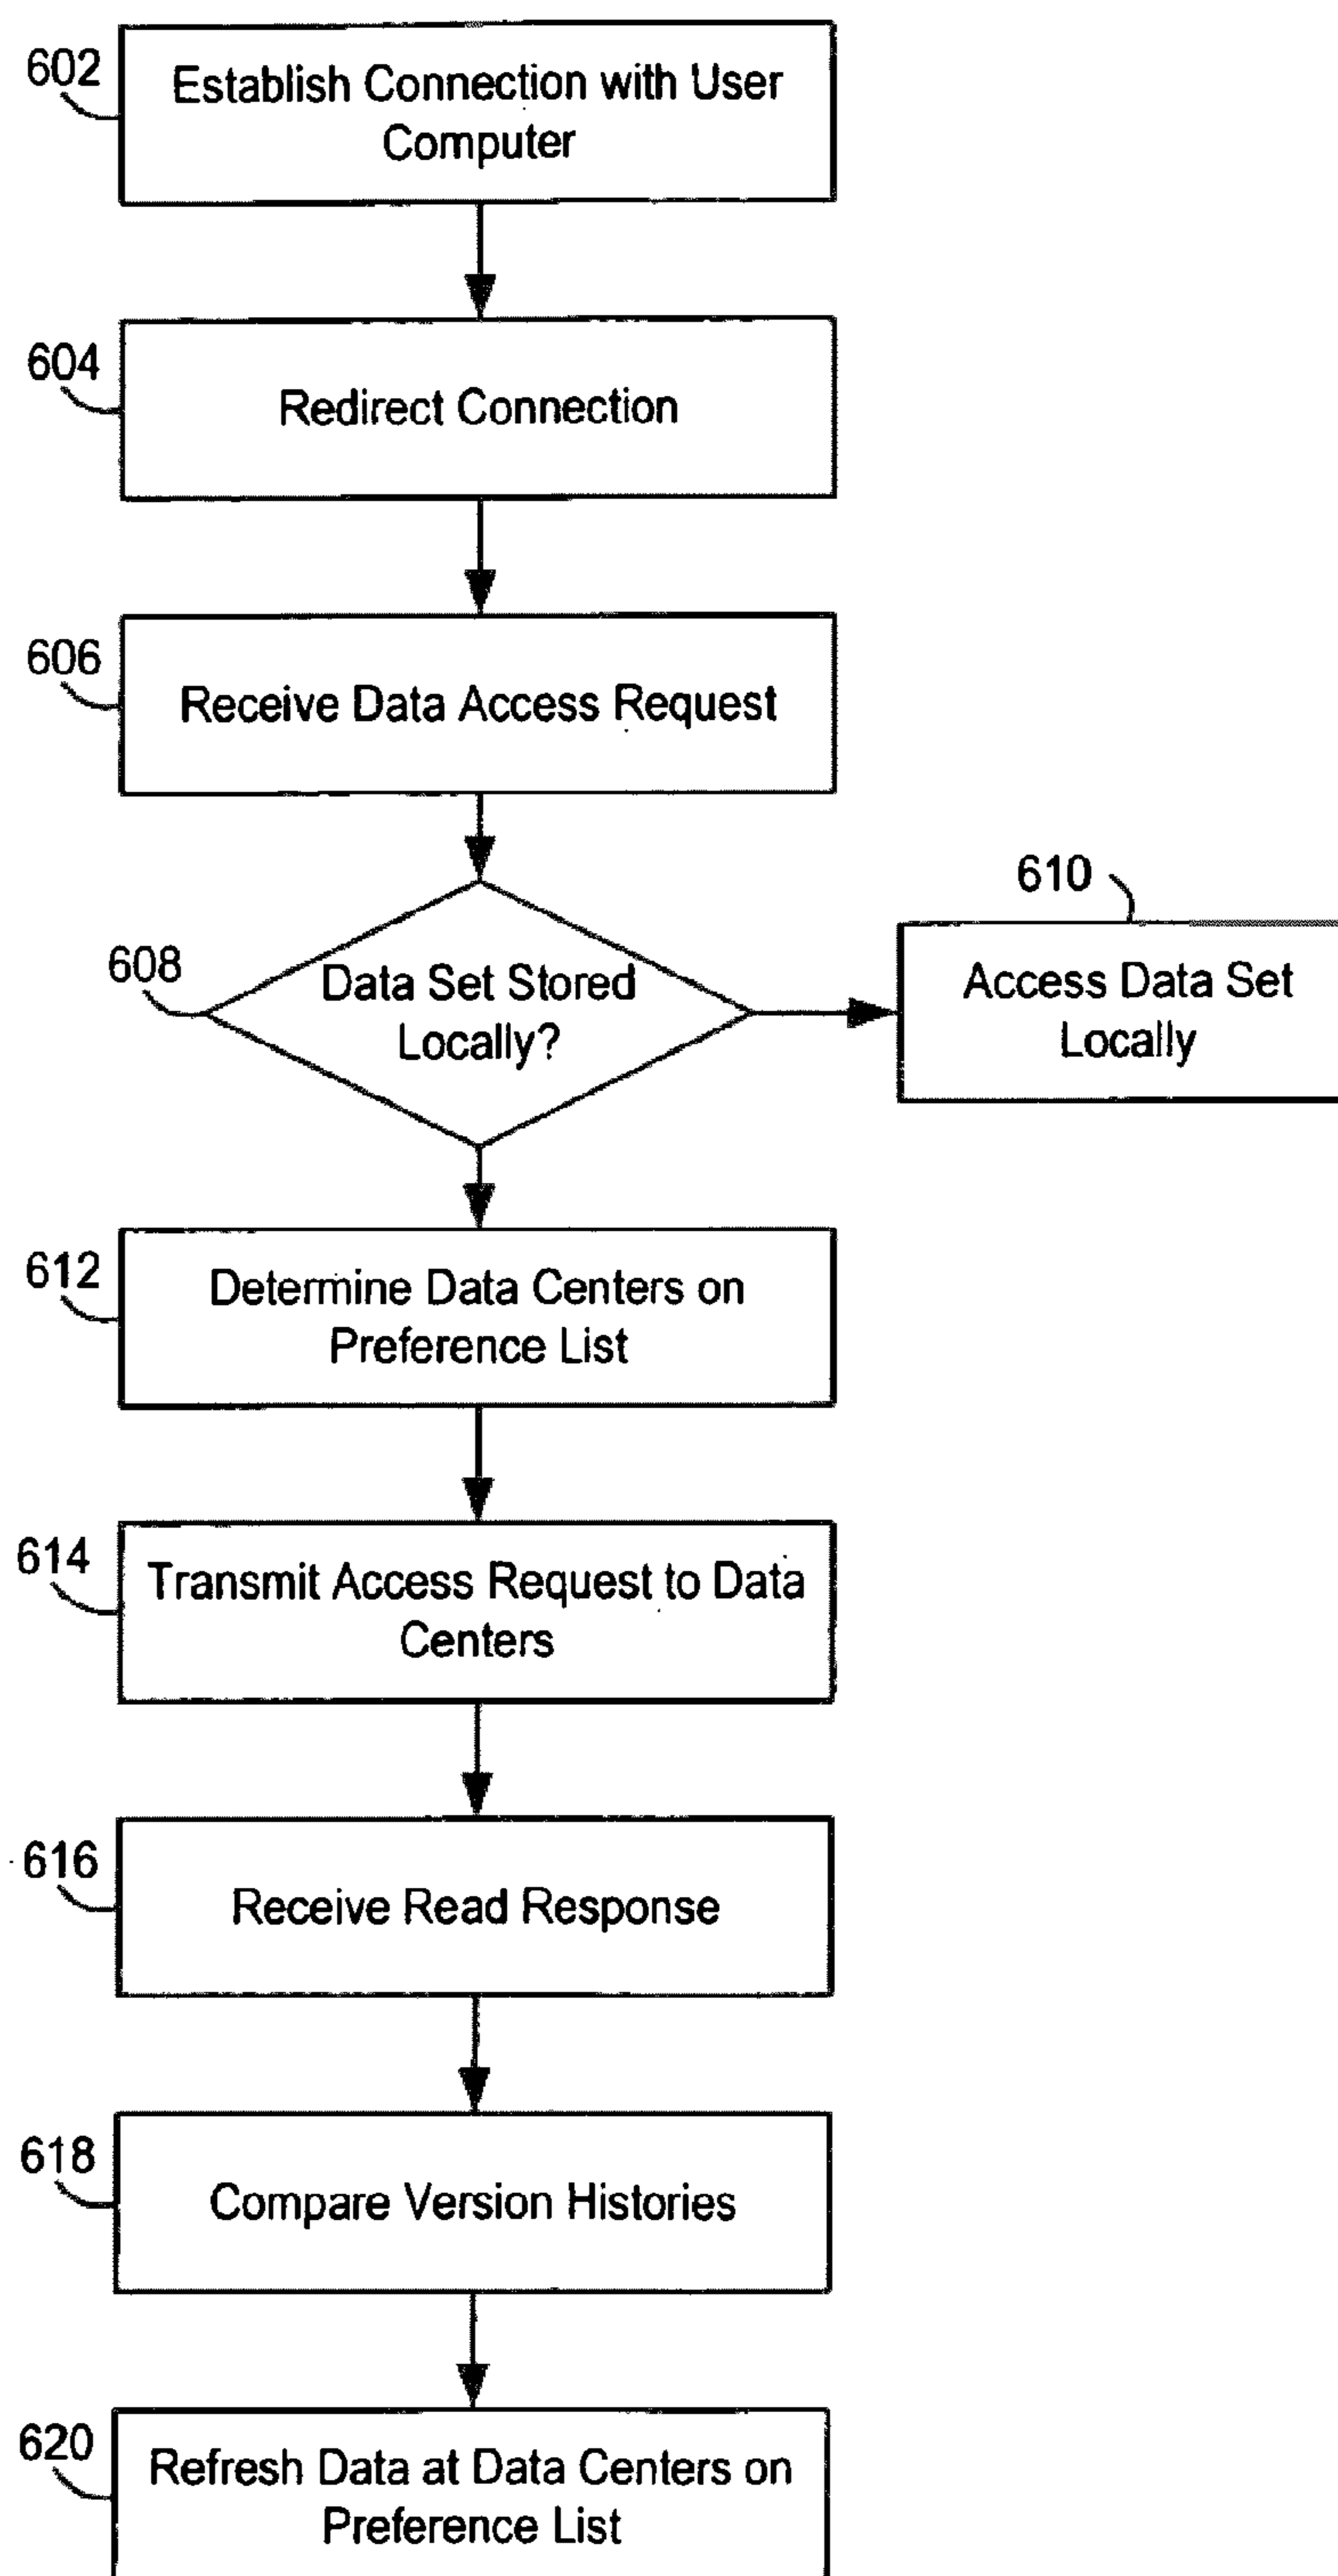 602
Establish Connection with User
Computer
604
Redirect Connection
606
Receive Data Access Request
608
Data Set Stored
Locally?
610
Access Data Set
Locally
612
Determine Data Centers on
Preference List
614
Transmit Access Request to Data
Centers
616
Receive Read Response
618
Compare Version Histories
620
Refresh Data at Data Centers on
Preference List